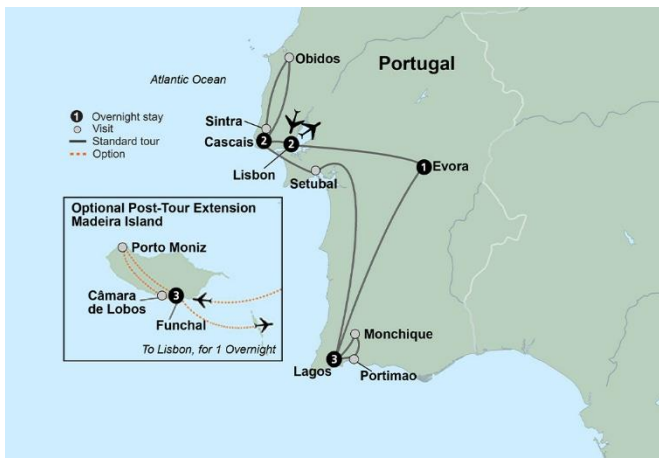 Portugal
Obidos
Atlantic Ocean
1 Overnight stay
Visit
Standard tour
Option
Sintra
Cascais
2
2
Lisbon
Setubal
1
Evora
Optional Post-Tour Extension
Madeira Island
Porto Moniz
Câmara
de Lobos
3
Funchal
To Lisbon, for 1 Overnight
Monchique
3
Lagos
Portimao